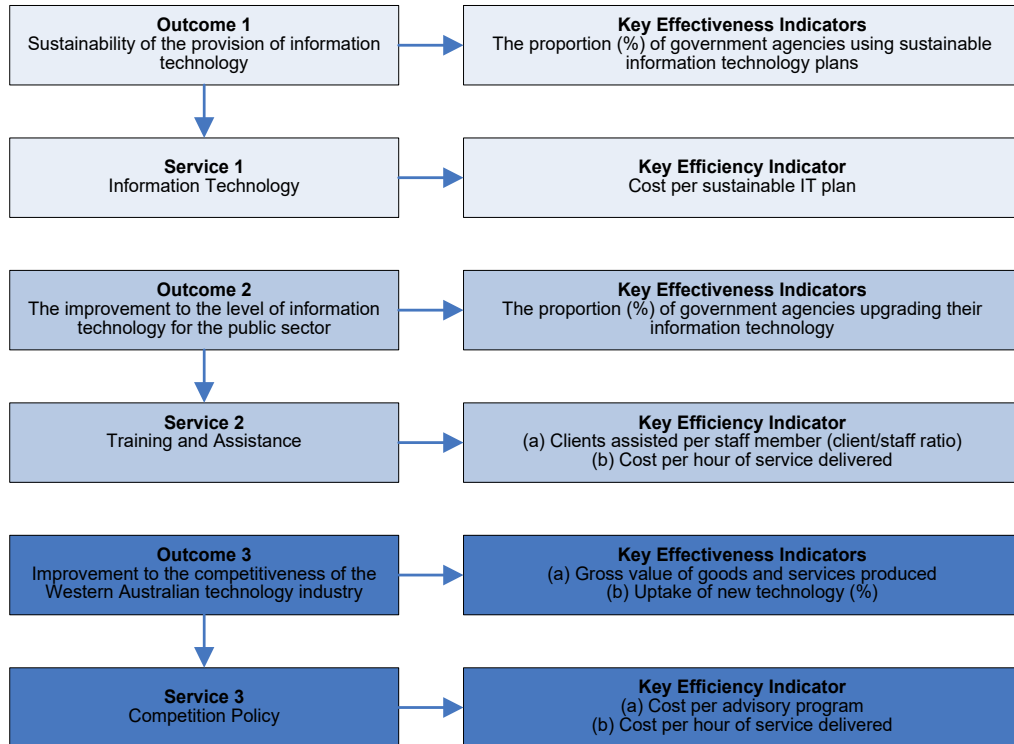 Outcome 1
Sustainability of the provision of information
technology
Key Effectiveness Indicators
The proportion (%) of government agencies using sustainable
information technology plans
Service 1
Information Technology
Key Efficiency Indicator
Cost per sustainable IT plan
Outcome 2
The improvement to the level of information
technology for the public sector
Key Effectiveness Indicators
The proportion (%) of government agencies upgrading their
information technology
Service 2
Training and Assistance
Key Efficiency Indicator
(a) Clients assisted per staff member (client/staff ratio)
(b) Cost per hour of service delivered
Outcome 3
Improvement to the competitiveness of the
Western Australian technology industry
Key Effectiveness Indicators
(a) Gross value of goods and services produced
(b) Uptake of new technology (%)
Service 3
Competition Policy
Key Efficiency Indicator
(a) Cost per advisory program
(b) Cost per hour of service delivered